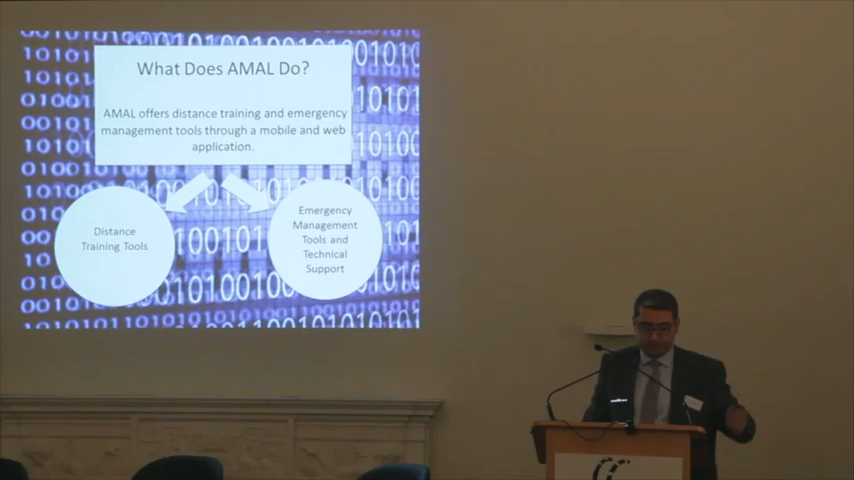 What Does AMAL Do?
AMAL offers distance training and emergency
management tools through a mobile and web
application.
Distance
Training Tools
Emergency
Management
Tools and
Technical
Support